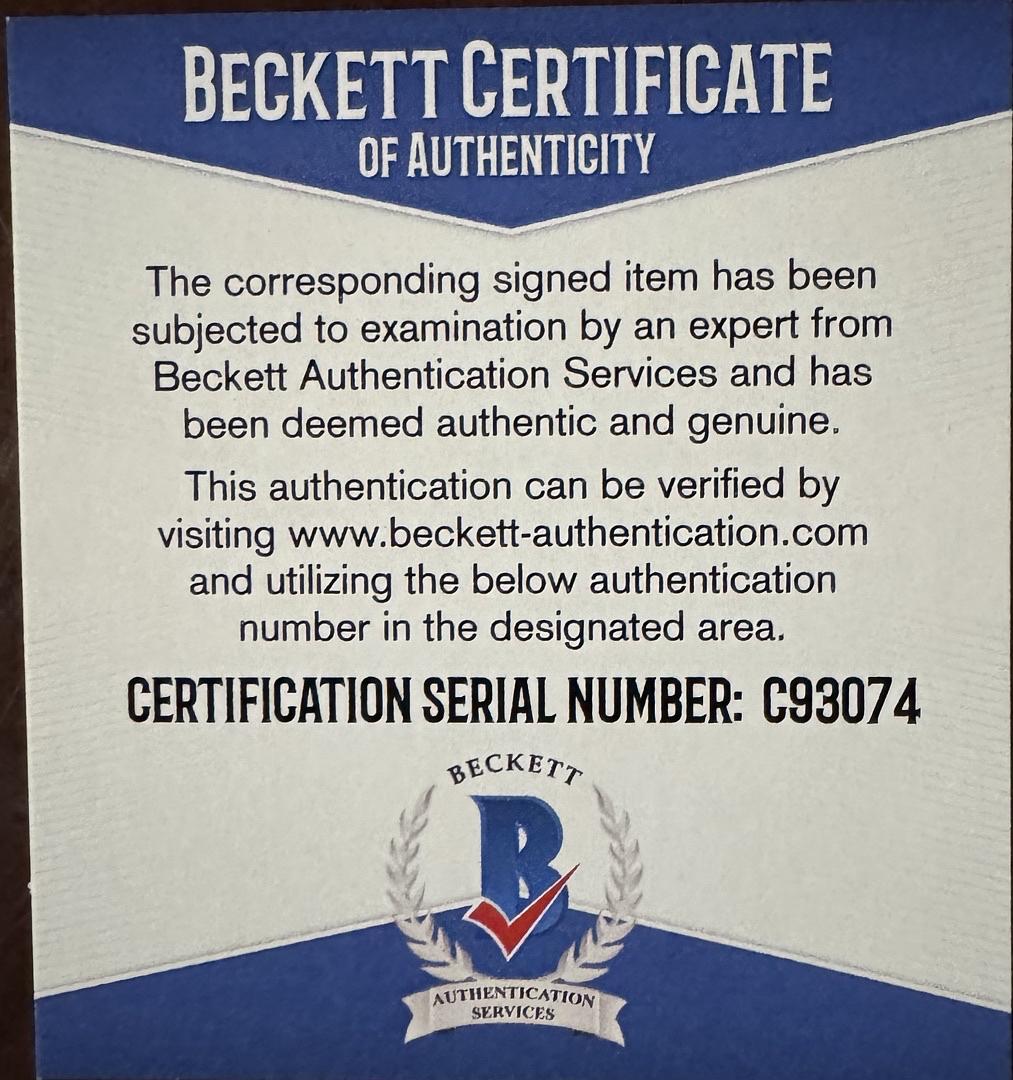 BECKETT CERTIFICATE
OF AUTHENTICITY
The corresponding signed item has been
subjected to examination by an expert from
Beckett Authentication Services and has
been deemed authentic and genuine.
This authentication can be verified by
visiting www.beckett-authentication.com
and utilizing the below authentication
number in the designated area.
CERTIFICATION SERIAL NUMBER: C93074
BECKETT
B
AUTHENTICATION
SERVICES